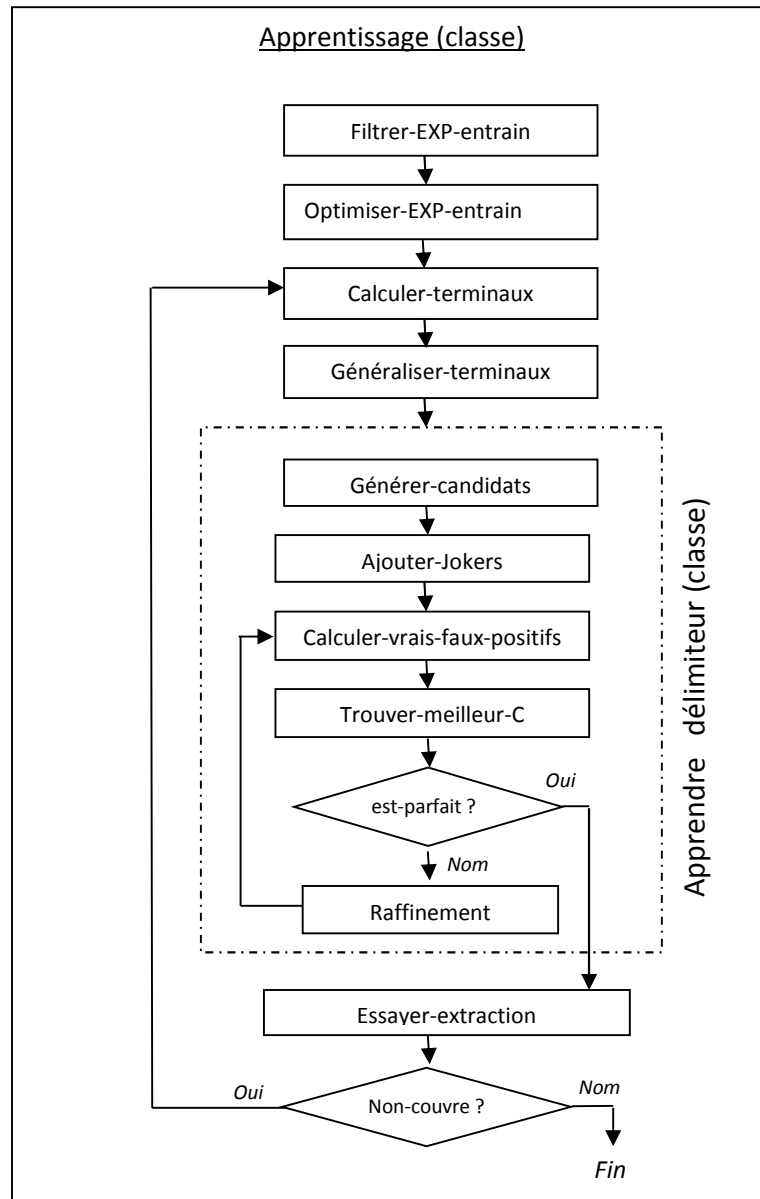 Apprentissage (classe)
Filtrer-EXP-entrain
Optimiser-EXP-entrain
Calculer-terminaux
Généraliser-terminaux
Générer-candidats
Ajouter-Jokers
Calculer-vrais-faux-positifs
Trouver-meilleur-C
est-parfait ?
Oui
Nom
Raffinement
Apprendre délimiteur (classe)
Essayer-extraction
Oui
Non-couvre ?
Nom
Fin